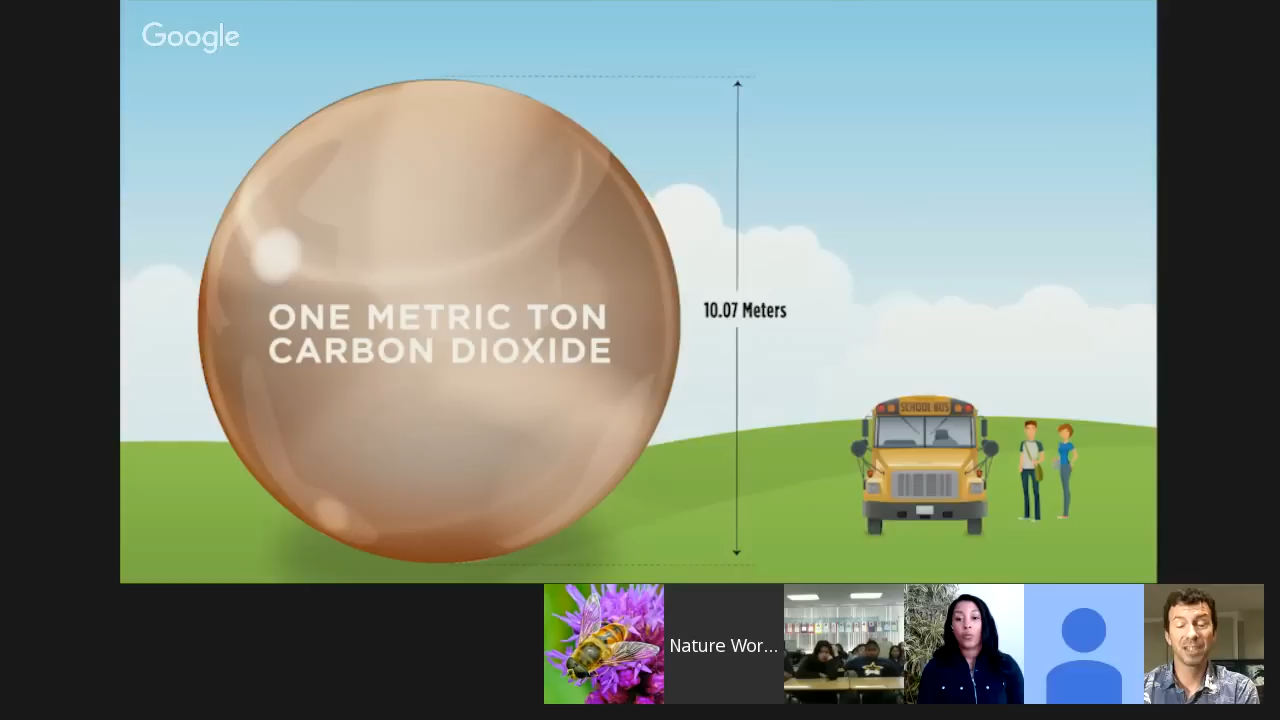 Google
ONE METRIC TON
CARBON DIOXIDE
10.07 Meters
SCHOOL BUS
Nature Wor...